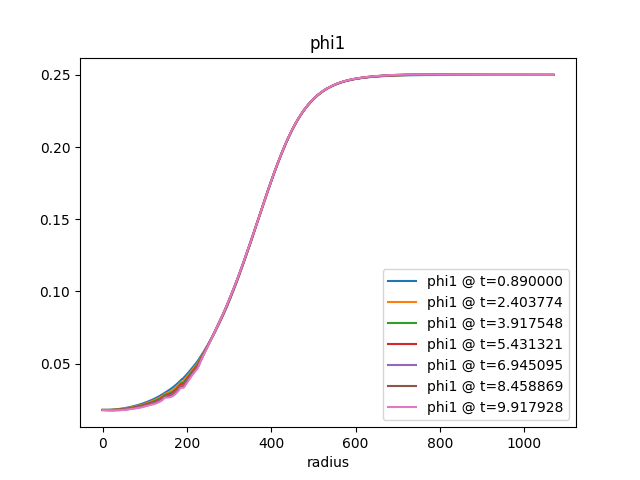 phi1
0.25
0.20
0.15
0.10
0.05
0 200 400 600 800 1000
radius
phi1 @ t=0.890000
phi1 @ t=2.403774
phi1 @ t=3.917548
phi1 @ t=5.431321
phi1 @ t=6.945095
phi1 @ t=8.458869
phi1 @ t=9.917928